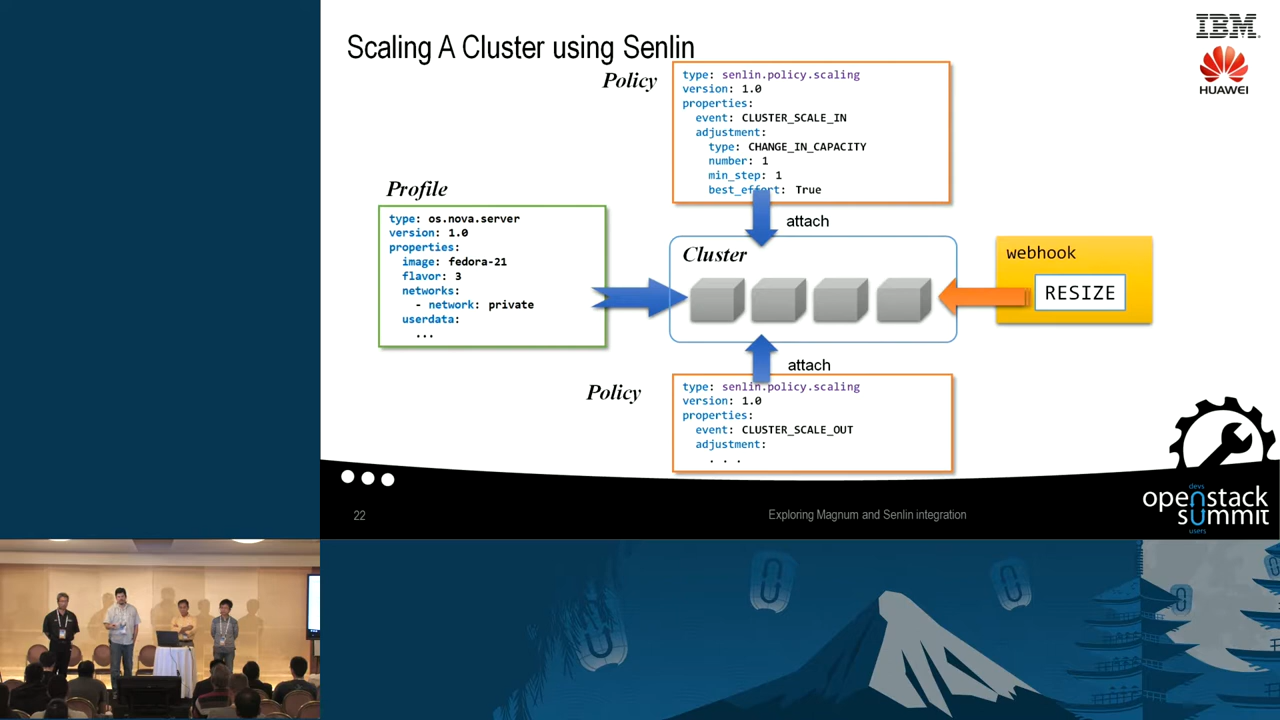 Scaling A Cluster using Senlin
IBM
HUAWEI
Policy
type: senlin.policy.scaling
version: 1.0
properties:
event: CLUSTER_SCALE_IN
adjustment:
type: CHANGE_IN_CAPACITY
number: 1
min_step: 1
best_effort: True
Profile
type: os.nova.server
version: 1.0
properties:
image: fedora-21
flavor: 3
networks:
- network: private
userdata:
...
attach
Cluster
webhook
RESIZE
attach
Policy
type: senlin.policy.scaling
version: 1.0
properties:
event: CLUSTER_SCALE_OUT
adjustment:
. . .
22
Exploring Magnum and Senlin integration
devs
openstack
summit
users